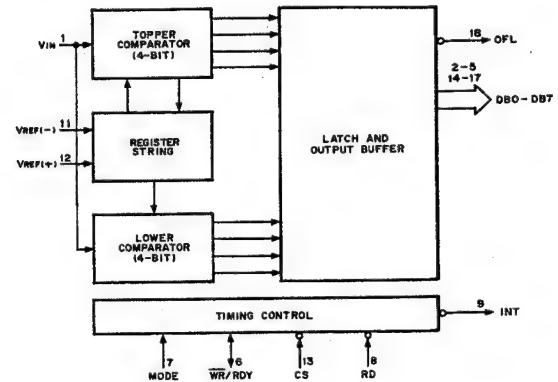 VIN 1
TOPPER
COMPARATOR
(4-BIT)
18 OFL
2-5
14-17
DB0-DB7
VREF(-) 11
VREF(+) 12
REGISTER
STRING
LATCH AND
OUTPUT BUFFER
LOWER
COMPARATOR
(4-BIT)
TIMING CONTROL
9 INT
7 6 13 8
MODE WR/RDY CS RD